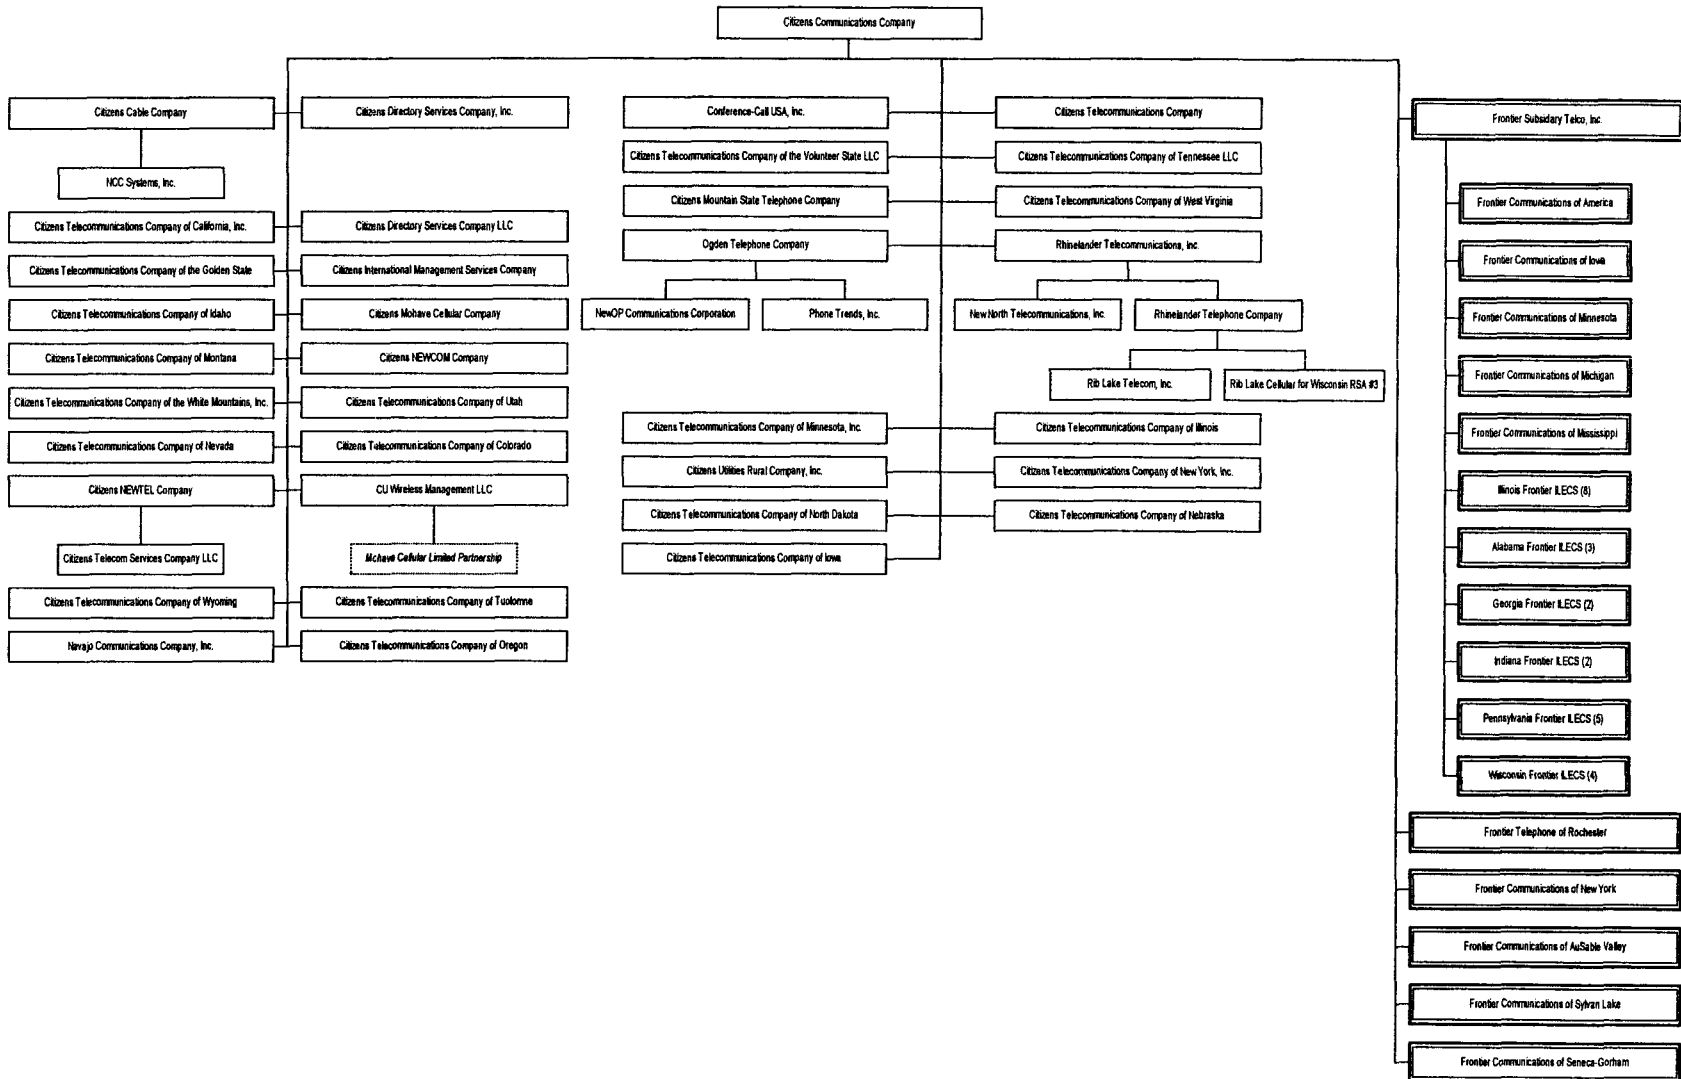 Citizens Communications Company
Citizens Cable Company
Citizens Directory Services Company, Inc.
NCC Systems, Inc.
Citizens Telecommunications Company of California, Inc.
Citizens Directory Services Company LLC
Citizens Telecommunications Company of the Golden State
Citizens International Management Services Company
Citizens Telecommunications Company of Idaho
Citizens Mohave Cellular Company
Citizens Telecommunications Company of Montana
Citizens NEWCOM Company
Citizens Telecommunications Company of the White Mountains, Inc.
Citizens Telecommunications Company of Utah
Citizens Telecommunications Company of Nevada
Citizens Telecommunications Company of Colorado
Citizens NEWTEL Company
CU Wireless Management LLC
Citizens Telecom Services Company LLC
Mohave Cellular Limited Partnership
Citizens Telecommunications Company of Wyoming
Citizens Telecommunications Company of Tuolomne
Navajo Communications Company, Inc.
Citizens Telecommunications Company of Oregon
Conference-Call USA, Inc.
Citizens Telecommunications Company
Citizens Telecommunications Company of the Volunteer State LLC
Citizens Telecommunications Company of Tennessee LLC
Citizens Mountain State Telephone Company
Citizens Telecommunications Company of West Virginia
Ogden Telephone Company
Rhinelander Telecommunications, Inc.
NewOP Communications Corporation
Phone Trends, Inc.
New North Telecommunications, Inc.
Rhinelander Telephone Company
Rib Lake Telecom, Inc.
Rib Lake Cellular for Wisconsin RSA #3
Citizens Telecommunications Company of Minnesota, Inc.
Citizens Telecommunications Company of Illinois
Citizens Utilities Rural Company, Inc.
Citizens Telecommunications Company of New York, Inc.
Citizens Telecommunications Company of North Dakota
Citizens Telecommunications Company of Nebraska
Citizens Telecommunications Company of Iowa
Frontier Subsidary Telco, Inc.
Frontier Communications of America
Frontier Communications of Iowa
Frontier Communications of Minnesota
Frontier Communications of Michigan
Frontier Communications of Mississippi
Illinois Frontier ILECS (8)
Alabama Frontier ILECS (3)
Georgia Frontier ILECS (2)
Indiana Frontier ILECS (2)
Pennsylvania Frontier ILECS (5)
Wisconsin Frontier ILECS (4)
Frontier Telephone of Rochester
Frontier Communications of New York
Frontier Communications of AuSable Valley
Frontier Communications of Sylvan Lake
Frontier Communications of Seneca-Gorham